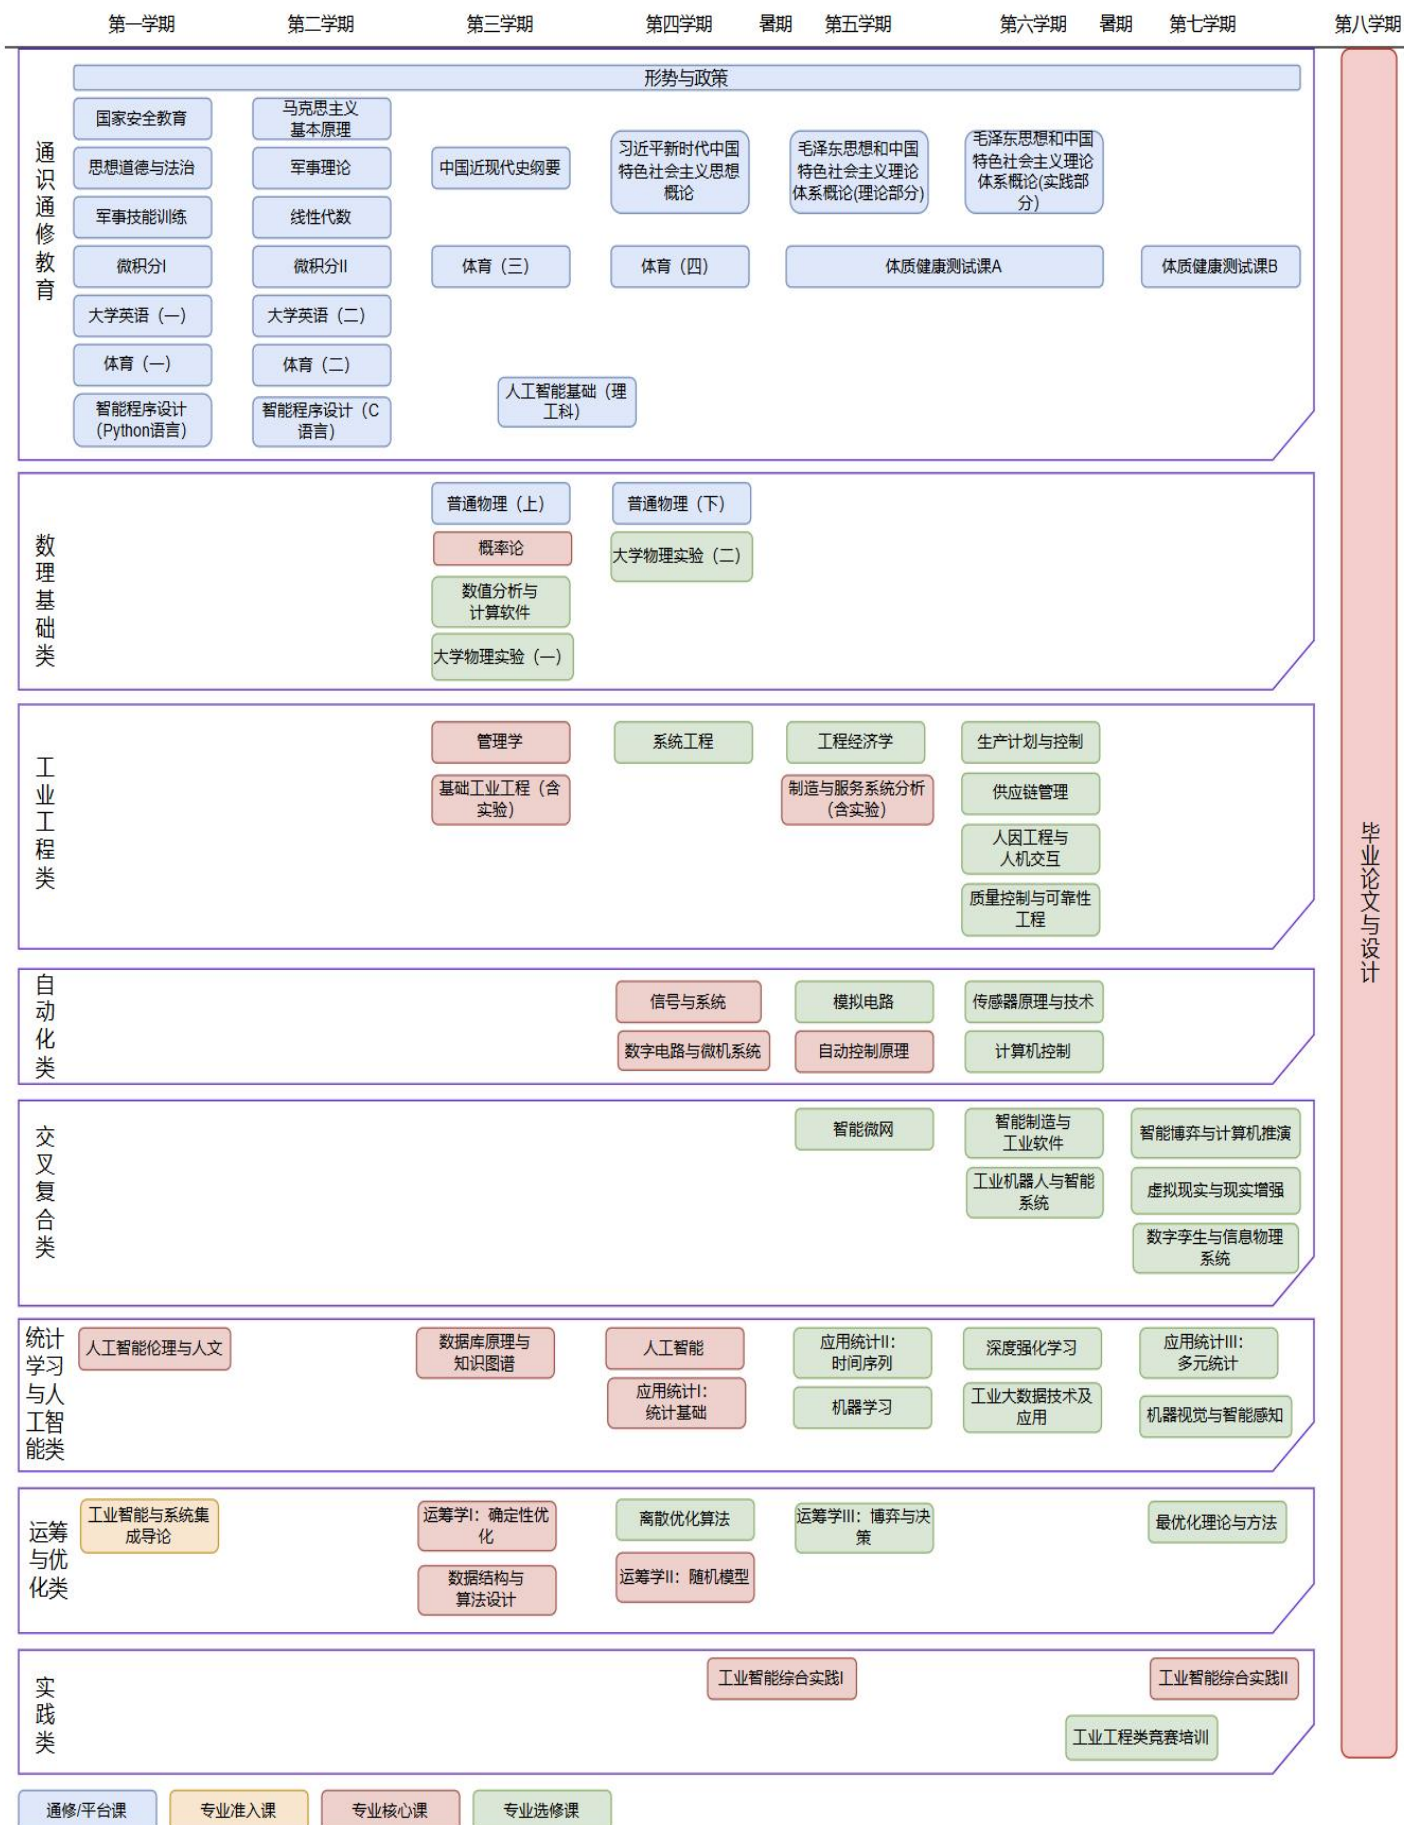 第一学期
第二学期
第三学期
第四学期
暑期
第五学期
第六学期
暑期
第七学期
第八学期
通识通修教育
形势与政策
国家安全教育
马克思主义
基本原理
思想道德与法治
军事理论
中国近现代史纲要
习近平新时代中国
特色社会主义思想
概论
毛泽东思想和中国
特色社会主义理论
体系概论(理论部分)
毛泽东思想和中国
特色社会主义理论
体系概论(实践部
分)
军事技能训练
线性代数
微积分I
微积分II
体育（三）
体育（四）
体质健康测试课A
体质健康测试课B
大学英语（一）
大学英语（二）
体育（一）
体育（二）
智能程序设计
(Python语言)
智能程序设计（C
语言）
人工智能基础（理
工科）
数理基础类
普通物理（上）
普通物理（下）
概率论
大学物理实验（二）
数值分析与
计算软件
大学物理实验（一）
工业工程类
管理学
系统工程
工程经济学
生产计划与控制
基础工业工程（含
实验）
制造与服务系统分析
（含实验）
供应链管理
人因工程与
人机交互
质量控制与可靠性
工程
自动化类
信号与系统
模拟电路
传感器原理与技术
数字电路与微机系统
自动控制原理
计算机控制
交叉复合类
智能微网
智能制造与
工业软件
智能博弈与计算机推演
工业机器人与智能
系统
虚拟现实与现实增强
数字孪生与信息物理
系统
统计
学习
与人
工智
能类
人工智能伦理与人文
数据库原理与
知识图谱
人工智能
应用统计II：
时间序列
深度强化学习
应用统计III：
多元统计
应用统计I：
统计基础
机器学习
工业大数据技术及
应用
机器视觉与智能感知
运筹
与优
化类
工业智能与系统集
成导论
运筹学I：确定性优
化
离散优化算法
运筹学III：博弈与决
策
最优化理论与方法
数据结构与
算法设计
运筹学II：随机模型
实践类
工业智能综合实践I
工业智能综合实践II
工业工程类竞赛培训
毕业论文与设计
通修/平台课
专业准入课
专业核心课
专业选修课